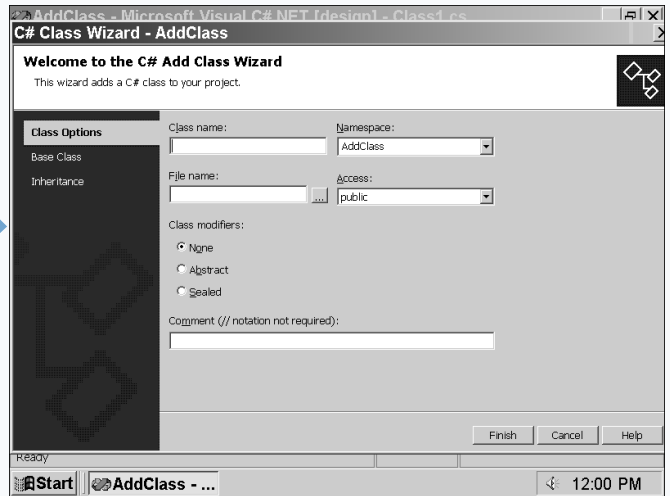 AddClass - Microsoft Visual C#.NET [design] - Class1.cs
C# Class Wizard - AddClass
Welcome to the C# Add Class Wizard
This wizard adds a C# class to your project.
Class Options
Base Class
Inheritance
Class name:
Namespace:
AddClass
File name:
...
Access:
public
Class modifiers:
None
Abstract
Sealed
Comment (// notation not required):
Finish
Cancel
Help
Ready
Start
AddClass - ...
12:00 PM